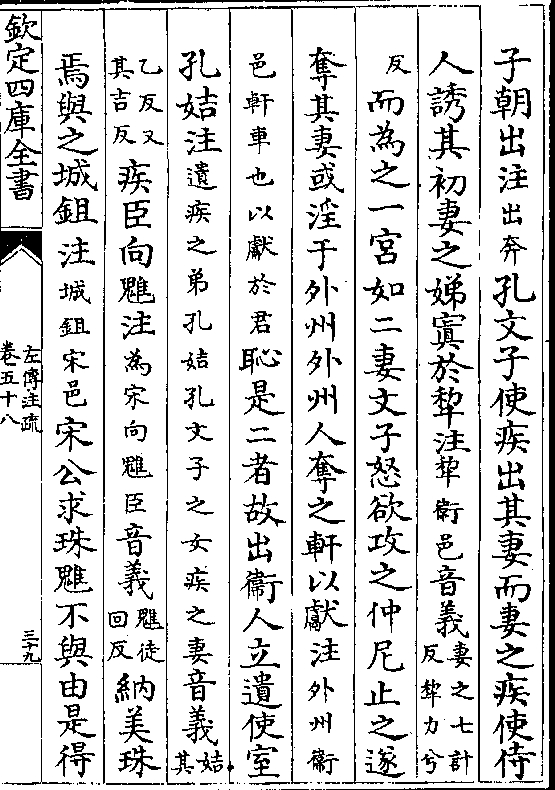 子朝出注出奔孔文子使疾出其妻而妻之疾使侍
人誘其初妻之娣寘於犂注犂衛邑音義妻之七計反犂力兮
反而為之一宮如二妻文子怒欲攻之仲尼止之遂
奪其妻或淫于外州外州人奪之軒以獻注外州衛
邑軒車也以獻於君恥是二者故出衞人立遺使室
孔姞注遺疾之弟孔姞孔文子之女疾之妻音義姞其
乙反又其吉反疾臣向魋注為宋向魋臣音義魋徒回反納美珠
焉與之城鉏注城鉏宋邑宋公求珠魋不與由是得
欽定四庫全書
左傳注疏
卷五十八
三十九